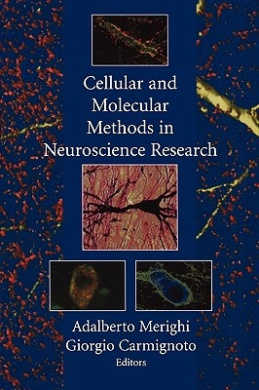 Cellular and
Molecular
Methods in
Neuroscience Research
Adalberto Merighi
Giorgio Carmignoto
Editors